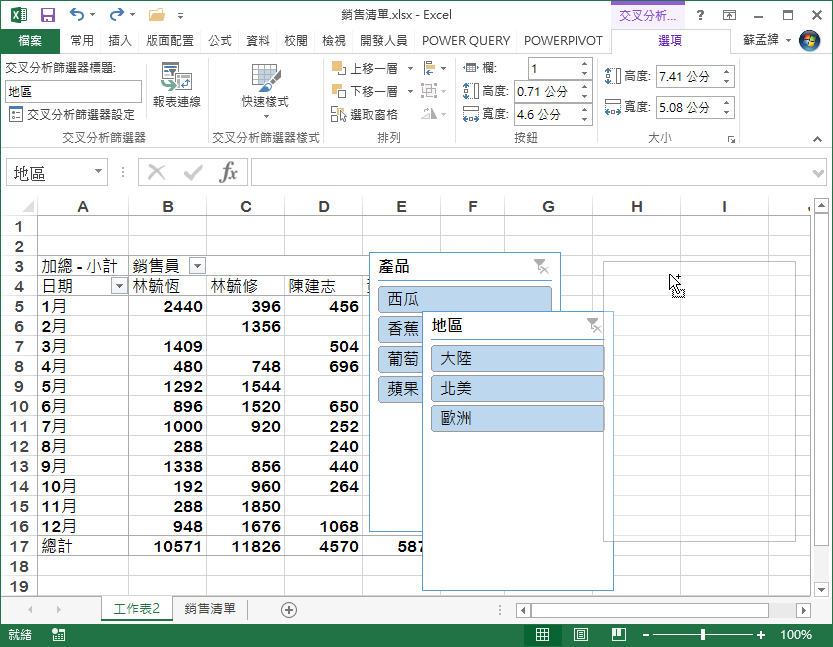 銷售清單.xlsx - Excel
交叉分析...
?
檔案 常用 插入 版面配置 公式 資料 校閱 檢視 開發人員 POWER QUERY POWERPIVOT 選項 蘇孟緯
交叉分析篩選器標題:
地區
交叉分析篩選器設定
交叉分析篩選器
報表連線
快速樣式
交叉分析篩選器樣式
上移一層
下移一層
選取窗格
排列
欄: 1
高度: 0.71 公分
寬度: 4.6 公分
按鈕
高度: 7.41 公分
寬度: 5.08 公分
大小
地區
fx
A B C D E F G H I
1
2
3 加總 - 小計 銷售員
4 日期 林毓恆 林毓修 陳建志
5 1月 2440 396 456
6 2月 1356
7 3月 1409 504
8 4月 480 748 696
9 5月 1292 1544
10 6月 896 1520 650
11 7月 1000 920 252
12 8月 288 240
13 9月 1338 856 440
14 10月 192 960 264
15 11月 288 1850
16 12月 948 1676 1068
17 總計 10571 11826 4570 587
18
19
產品
西瓜
香蕉
葡萄
蘋果
地區
大陸
北美
歐洲
工作表2 銷售清單
就緒
100%